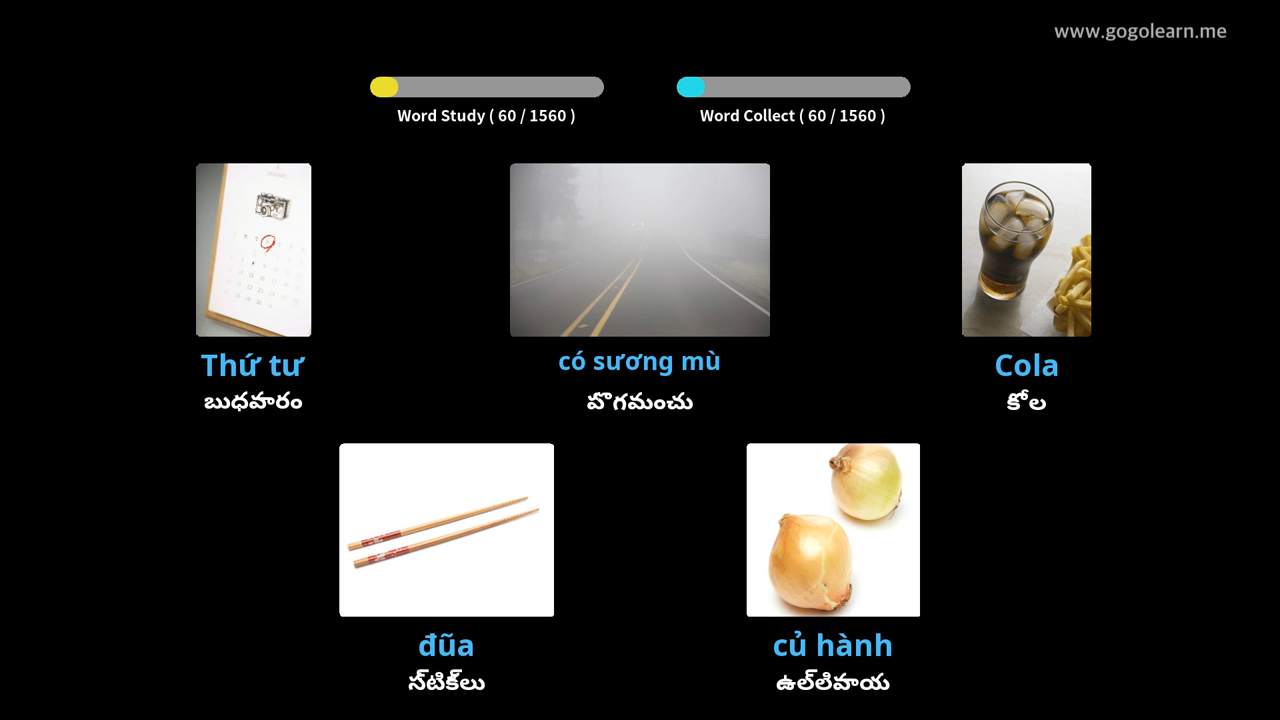 www.gogolearn.me
Word Study ( 60 / 1560 )
Word Collect ( 60 / 1560 )
Thứ tư
బుధవారం
có sương mù
పొగమంచు
Cola
కోల
đũa
స్‌టిక్‌లు
củ hành
ఉల్‌లివాయ